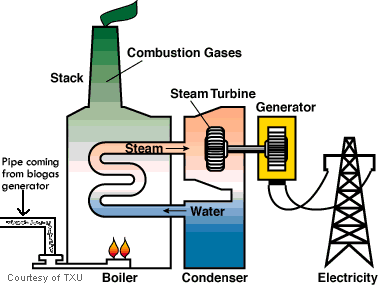 Combustion Gases
Stack
Steam Turbine
Generator
Pipe coming
from biogas
generator
Steam
Water
Courtesy of TXU
Boiler
Condenser
Electricity